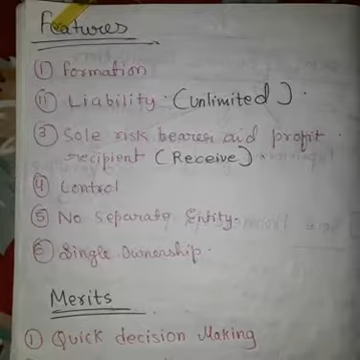 Features
① Formation
② Liability. (Unlimited).
③ Sole risk bearer aid profit.
recipient (Receive)
④ Control
⑤ No Separate Entity.
⑥ Single Ownership.
Merits
① Quick decision Making